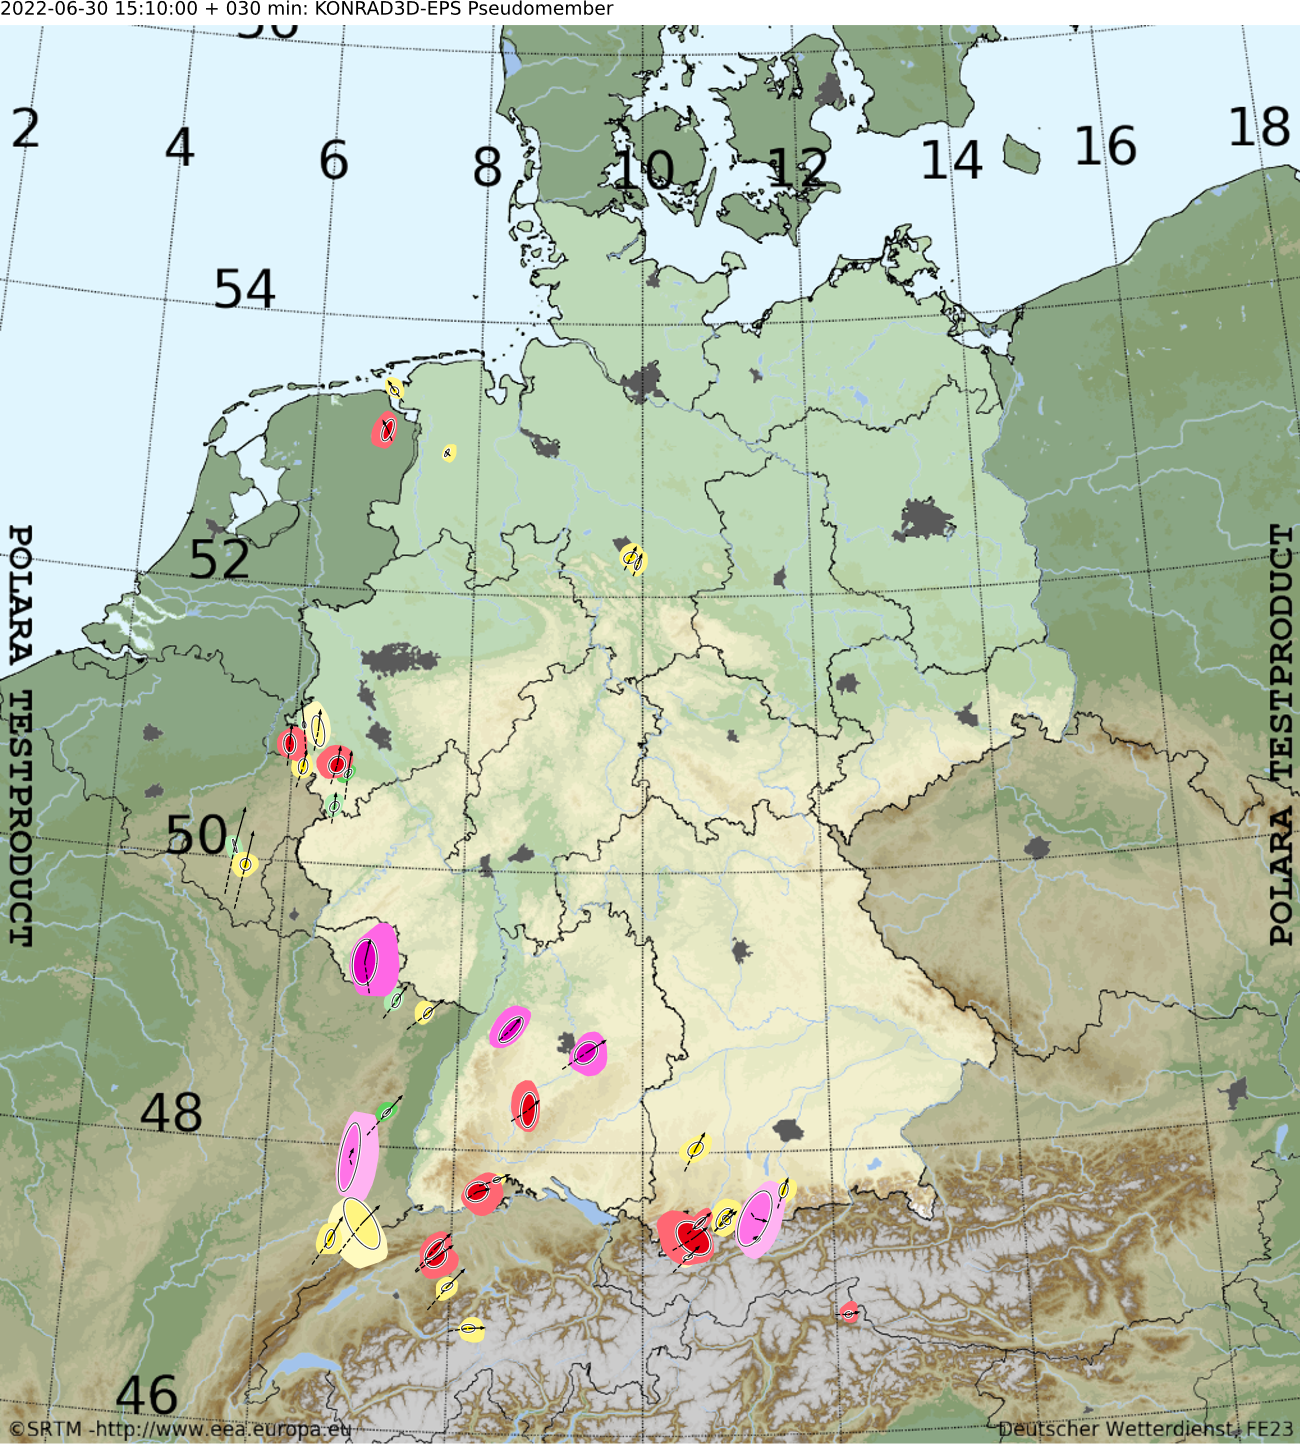 2022-06-30 15:10:00 + 030 min: KONRAD3D-EPS Pseudomember
56
2 4 6 8 10 12 14 16 18
54
52
50
48
46
POLARA TESTPRODUCT
POLARA TESTPRODUCT
©SRTM -http://www.eea.europa.eu
Deutscher Wetterdienst, FE23